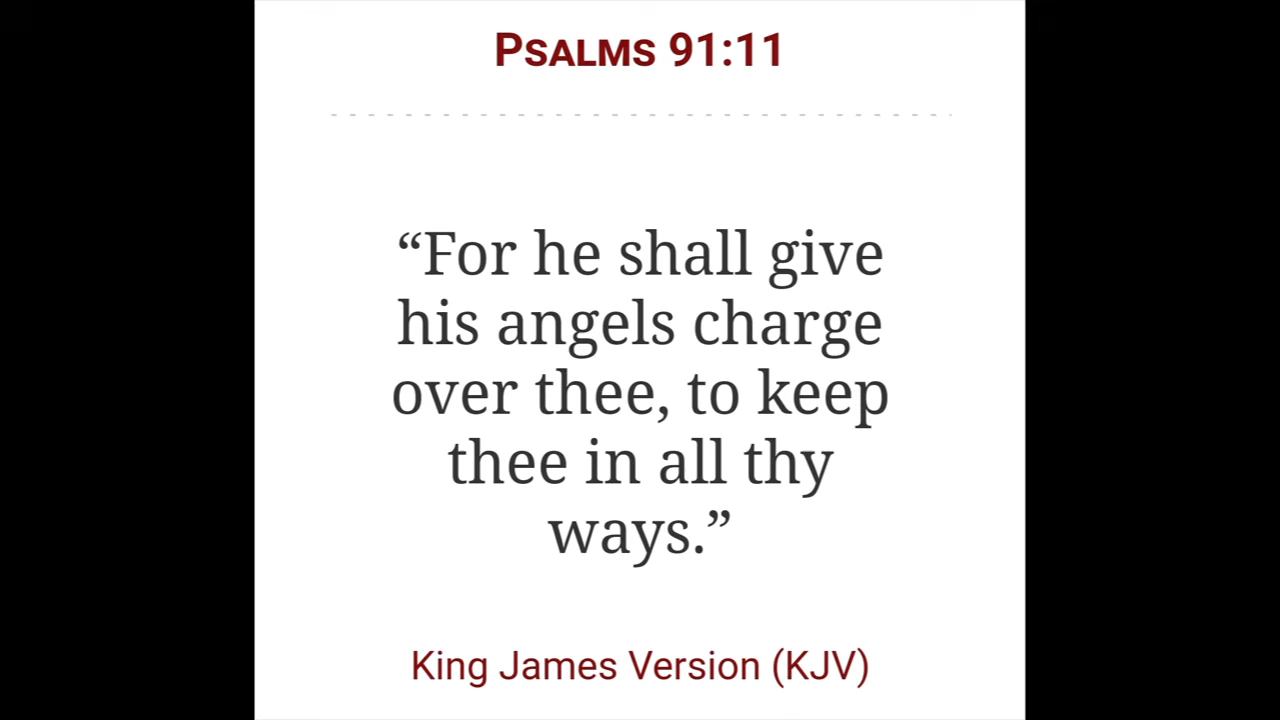 PSALMS 91:11
“For he shall give
his angels charge
over thee, to keep
thee in all thy
ways.”
King James Version (KJV)